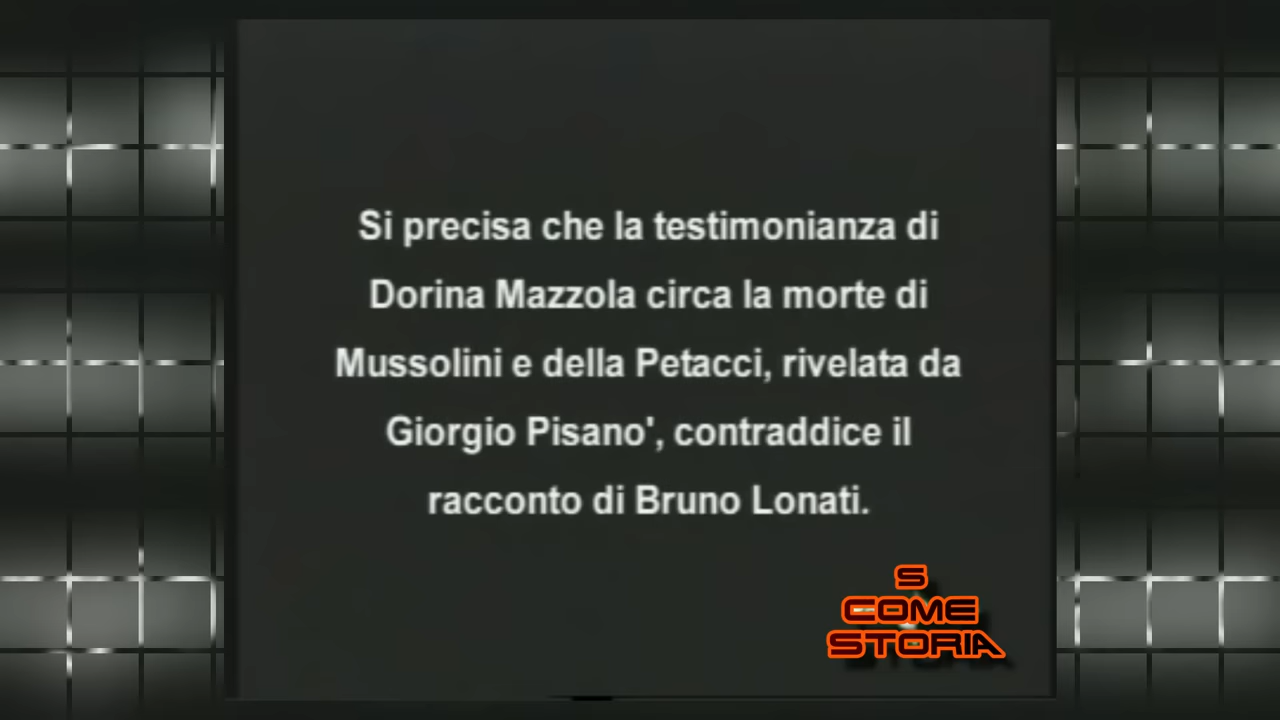 Si precisa che la testimonianza di
Dorina Mazzola circa la morte di
Mussolini e della Petacci, rivelata da
Giorgio Pisano', contraddice il
racconto di Bruno Lonati.
S
COME
STORIA